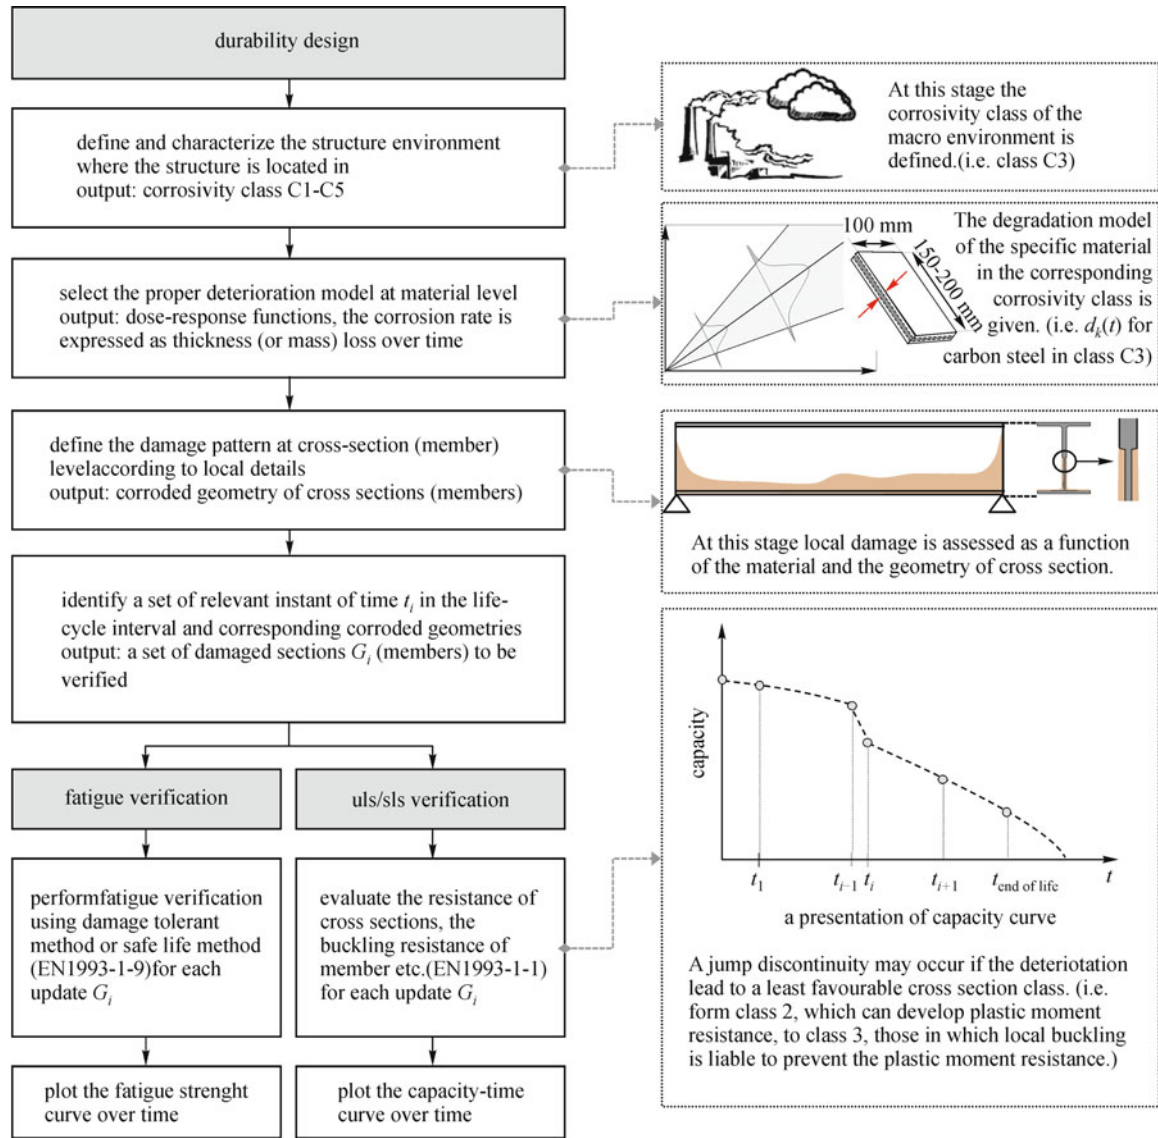 durability design
define and characterize the structure environment
where the structure is located in
output: corrosivity class C1-C5
select the proper deterioration model at material level
output: dose-response functions, the corrosion rate is
expressed as thickness (or mass) loss over time
define the damage pattern at cross-section (member)
levelaccording to local details
output: corroded geometry of cross sections (members)
identify a set of relevant instant of time t_i in the life-
cycle interval and corresponding corroded geometries
output: a set of damaged sections G_i (members) to be
verified
fatigue verification
performfatigue verification
using damage tolerant
method or safe life method
(EN1993-1-9)for each
update G_i
plot the fatigue strenght
curve over time
uls/sls verification
evaluate the resistance of
cross sections, the
buckling resistance of
member etc.(EN1993-1-1)
for each update G_i
plot the capacity-time
curve over time
At this stage the
corrosivity class of the
macro environment is
defined.(i.e. class C3)
100 mm
150-200 mm
The degradation model
of the specific material
in the corresponding
corrosivity class is
given. (i.e. d_k(t) for
carbon steel in class C3)
At this stage local damage is assessed as a function
of the material and the geometry of cross section.
capacity
t_1
t_{i-1}
t_i
t_{i+1}
t_{end of life}
t
a presentation of capacity curve
A jump discontinuity may occur if the deteriotation
lead to a least favourable cross section class. (i.e.
form class 2, which can develop plastic moment
resistance, to class 3, those in which local buckling
is liable to prevent the plastic moment resistance.)